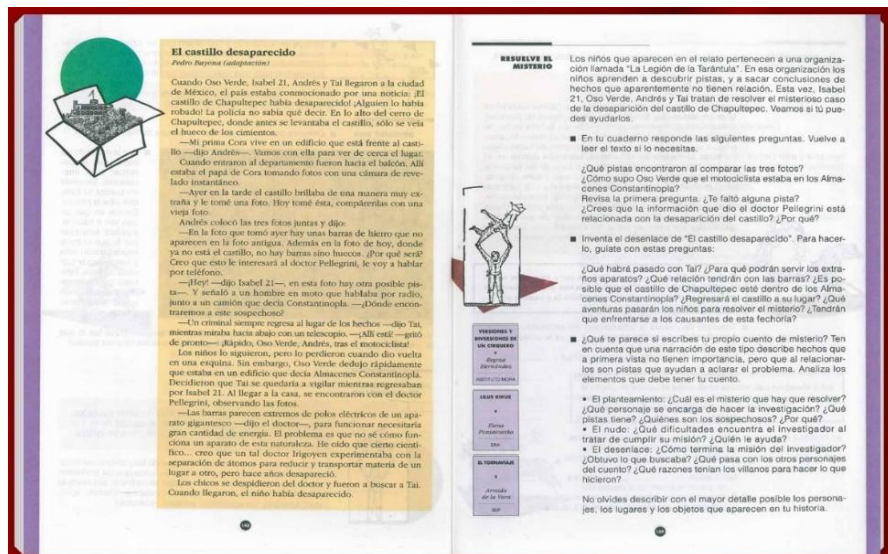 El castillo desaparecido
Pedro Bayona (adaptación)
Cuando Oso Verde, Isabel 21, Andrés y Tai llegaron a la ciudad
de México, el país estaba conmocionado por una noticia: ¡El
castillo de Chapultepec había desaparecido! ¡Alguien lo había
robado! La policía no sabía qué decir. En lo alto del cerro de
Chapultepec, donde antes se levantaba el castillo, sólo se veía
el hueco de los cimientos.
—Mi prima Cora vive en un edificio que está frente al casti-
llo —dijo Andrés—. Vamos con ella para ver de cerca el lugar.
Cuando entraron al departamento fueron hacia el balcón. Allí
estaba el papá de Cora tomando fotos con una cámara de reve-
lado instantáneo.
—Ayer en la tarde el castillo brillaba de una manera muy ex-
traña y le tomé una foto. Hoy tomé ésta, compárenlas con una
vieja foto.
Andrés colocó las tres fotos juntas y dijo:
—En la foto que tomó ayer hay unas barras de hierro que no
aparecen en la foto antigua. Además en la foto de hoy, donde
ya no está el castillo, no hay barras sino huecos. ¿Por qué será?
Creo que esto le interesará al doctor Pellegrini, le voy a hablar
por teléfono.
—¡Hey! —dijo Isabel 21—, en esta foto hay otra posible pis-
ta—. Y señaló a un hombre en moto que hablaba por radio,
junto a un camión que decía Constantinopla. —¿Dónde encon-
traremos a este sospechoso?
—Un criminal siempre regresa al lugar de los hechos —dijo Tai,
mientras miraba hacia abajo con un telescopio. —¡Allí está! —gritó
de pronto—: ¡Rápido, Oso Verde, Andrés, tras el motociclista!
Los niños lo siguieron, pero lo perdieron cuando dio vuelta
en una esquina. Sin embargo, Oso Verde dedujo rápidamente
que estaba en un edificio que decía Almacenes Constantinopla.
Decidieron que Tai se quedaría a vigilar mientras regresaban
por Isabel 21. Al llegar a la casa, se encontraron con el doctor
Pellegrini, observando las fotos.
—Las barras parecen extremos de polos eléctricos de un apa-
rato gigantesco —dijo el doctor—, para funcionar necesitaría
gran cantidad de energía. El problema es que no sé cómo fun-
ciona un aparato de esta naturaleza. He oído que cierto cientí-
fico... creo que un tal doctor Irigoyen experimentaba con la
separación de átomos para reducir y transportar materia de un
lugar a otro, pero hace años desapareció.
Los chicos se despidieron del doctor y fueron a buscar a Tai.
Cuando llegaron, el niño había desaparecido.
RESUELVE EL
MISTERIO
Los niños que aparecen en el relato pertenecen a una organiza-
ción llamada "La Legión de la Tarántula". En esa organización los
niños aprenden a descubrir pistas, y a sacar conclusiones de
hechos que aparentemente no tienen relación. Esta vez, Isabel
21, Oso Verde, Andrés y Tai tratan de resolver el misterioso caso
de la desaparición del castillo de Chapultepec. Veamos si tú pue-
des ayudarlos.
■ En tu cuaderno responde las siguientes preguntas. Vuelve a
leer el texto si lo necesitas.
¿Qué pistas encontraron al comparar las tres fotos?
¿Cómo supo Oso Verde que el motociclista estaba en los Alma-
cenes Constantinopla?
Revisa la primera pregunta. ¿Te faltó alguna pista?
¿Crees que la información que dio el doctor Pellegrini está
relacionada con la desaparición del castillo? ¿Por qué?
■ Inventa el desenlace de "El castillo desaparecido". Para hacer-
lo, guíate con estas preguntas:
¿Qué habrá pasado con Tai? ¿Para qué podrán servir los extra-
ños aparatos? ¿Qué relación tendrán con las barras? ¿Es po-
sible que el castillo de Chapultepec esté dentro de los Alma-
cenes Constantinopla? ¿Regresará el castillo a su lugar? ¿Qué
aventuras pasarán los niños para resolver el misterio? ¿Tendrán
que enfrentarse a los causantes de esta fechoría?
■ ¿Qué te parece si escribes tu propio cuento de misterio? Ten
en cuenta que una narración de este tipo describe hechos que
a primera vista no tienen importancia, pero que al relacionar-
los son pistas que ayudan a aclarar el problema. Analiza los
elementos que debe tener tu cuento.
• El planteamiento: ¿Cuál es el misterio que hay que resolver?
¿Qué personaje se encarga de hacer la investigación? ¿Qué
pistas tiene? ¿Quiénes son los sospechosos? ¿Por qué?
• El nudo: ¿Qué dificultades encuentra el investigador al
tratar de cumplir su misión? ¿Quién le ayuda?
• El desenlace: ¿Cómo termina la misión del investigador?
¿Obtuvo lo que buscaba? ¿Qué pasa con los otros personajes
del cuento? ¿Qué razones tenían los villanos para hacer lo que
hicieron?
No olvides describir con el mayor detalle posible los persona-
jes, los lugares y los objetos que aparecen en tu historia.
VERSIONES Y
DIVERSIONES DE
UN CIRQUERO
Regina
Hernández
INSTITUTO MORA
LILUS KIKUS
Elena
Poniatowska
ERA
EL TORNAVIAJE
Armida
de la Vara
SEP